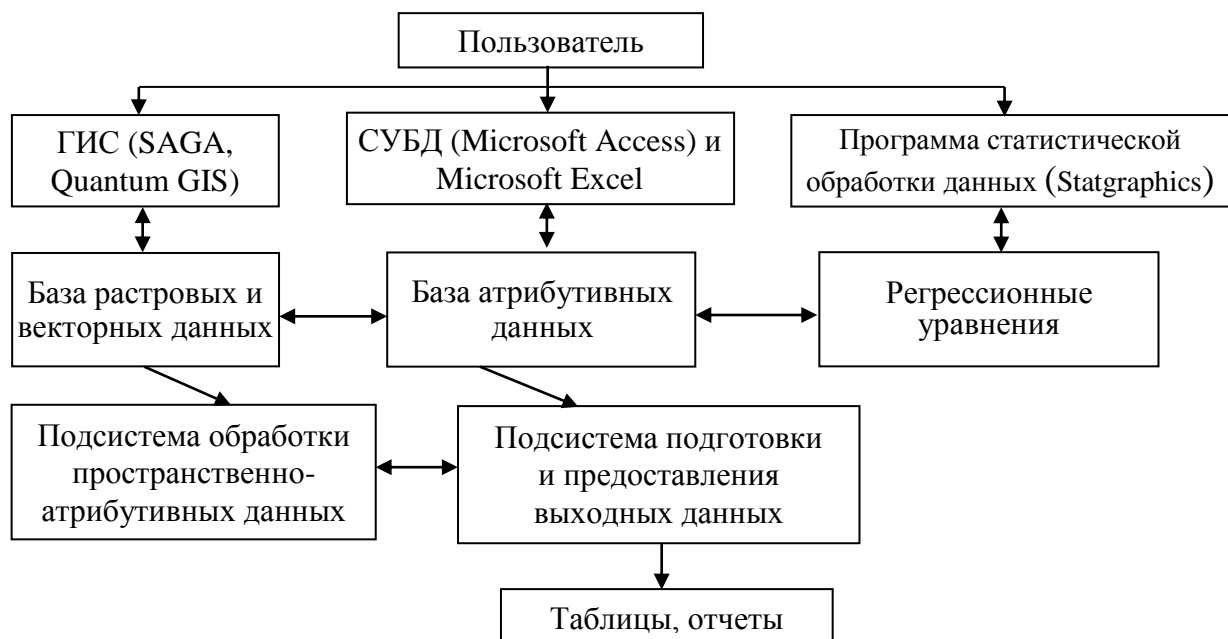 Пользователь
ГИС (SAGA,
Quantum GIS)
СУБД (Microsoft Access) и
Microsoft Excel
Программа статистической
обработки данных (Statgraphics)
База растровых и
векторных данных
База атрибутивных
данных
Регрессионные
уравнения
Подсистема обработки
пространственно-
атрибутивных данных
Подсистема подготовки
и предоставления
выходных данных
Таблицы, отчеты